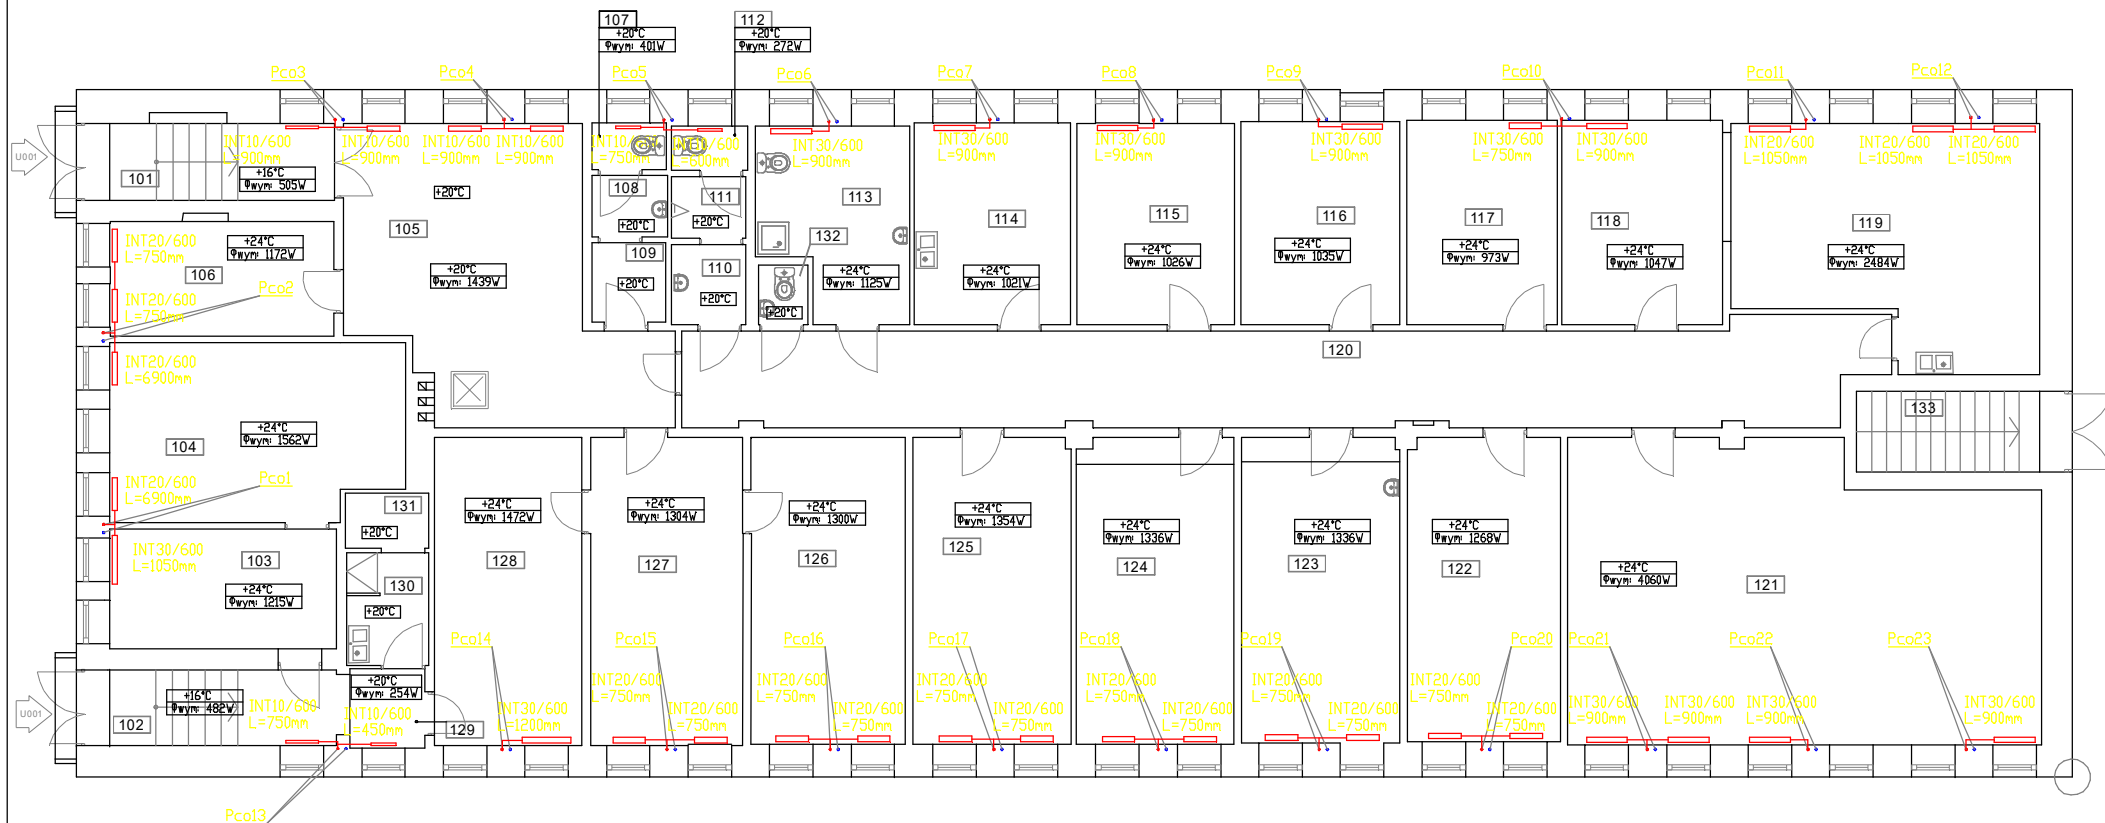 107
+20°C
Φwym: 401W
112
+20°C
Φwym: 272W
Pco3
Pco4
Pco5
Pco6
Pco7
Pco8
Pco9
Pco10
Pco11
Pco12
U001
101
INT10/600
L=900mm
+16°C
Φwym: 505W
INT10/600
L=900mm
INT10/600
L=900mm
INT10/600
L=900mm
+20°C
105
+20°C
Φwym: 1439W
L=750mm
L=600mm
108
+20°C
109
+20°C
111
+20°C
110
+20°C
INT30/600
L=900mm
113
132
+20°C
+24°C
Φwym: 1125W
INT30/600
L=900mm
114
+24°C
Φwym: 1021W
INT30/600
L=900mm
115
+24°C
Φwym: 1026W
INT30/600
L=900mm
116
+24°C
Φwym: 1035W
INT30/600
L=750mm
117
+24°C
Φwym: 973W
INT30/600
L=900mm
118
+24°C
Φwym: 1047W
INT20/600
L=1050mm
INT20/600
L=1050mm
INT20/600
L=1050mm
119
+24°C
Φwym: 2484W
INT20/600
L=750mm
+24°C
Φwym: 1172W
106
Pco2
INT20/600
L=750mm
INT20/600
L=6900mm
120
133
+24°C
Φwym: 1562W
104
INT20/600
L=6900mm
Pco1
INT30/600
L=1050mm
103
+24°C
Φwym: 1215W
131
+20°C
130
+20°C
+24°C
Φwym: 1472W
128
+24°C
Φwym: 1304W
127
+24°C
Φwym: 1300W
126
+24°C
Φwym: 1354W
125
+24°C
Φwym: 1336W
124
+24°C
Φwym: 1336W
123
+24°C
Φwym: 1268W
122
+24°C
Φwym: 4060W
121
Pco14
Pco15
Pco16
Pco17
Pco18
Pco19
Pco20
Pco21
Pco22
Pco23
U001
102
+16°C
Φwym: 482W
INT10/600
L=750mm
+20°C
Φwym: 254W
INT10/600
L=450mm
129
INT30/600
L=1200mm
INT20/600
L=750mm
INT20/600
L=750mm
INT20/600
L=750mm
INT20/600
L=750mm
INT20/600
L=750mm
INT20/600
L=750mm
INT20/600
L=750mm
INT20/600
L=750mm
INT20/600
L=750mm
INT20/600
L=750mm
INT20/600
L=750mm
INT20/600
L=750mm
INT30/600
L=900mm
INT30/600
L=900mm
INT30/600
L=900mm
INT30/600
L=900mm
Pco13